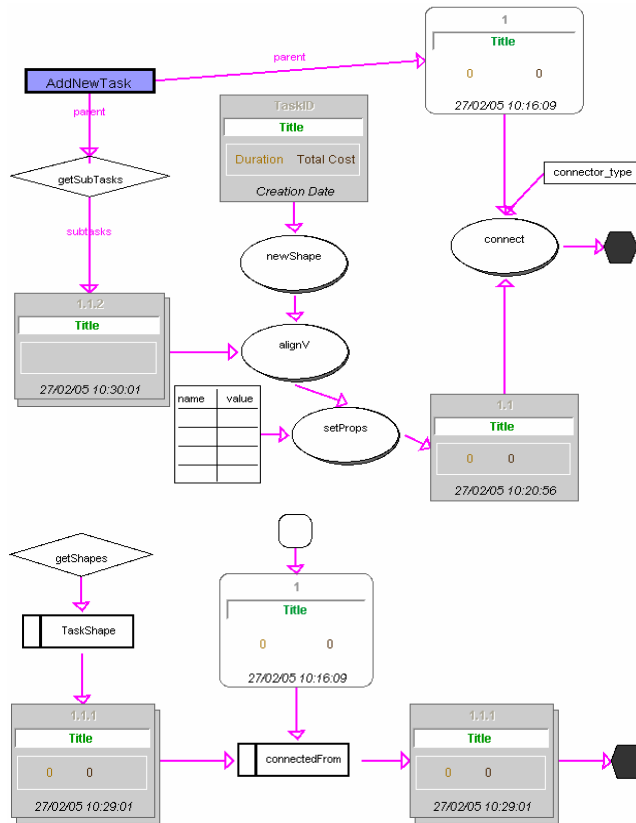 1
Title
0 0
27/02/05 10:16:09
parent
AddNewTask
parent
TaskID
Title
Duration Total Cost
Creation Date
getSubTasks
connector_type
subtasks
newShape
connect
1.1.2
Title
27/02/05 10:30:01
alignV
name value
setProps
1.1
Title
0 0
27/02/05 10:20:56
getShapes
TaskShape
1
Title
0 0
27/02/05 10:16:09
1.1.1
Title
0 0
27/02/05 10:29:01
connectedFrom
1.1.1
Title
0 0
27/02/05 10:29:01